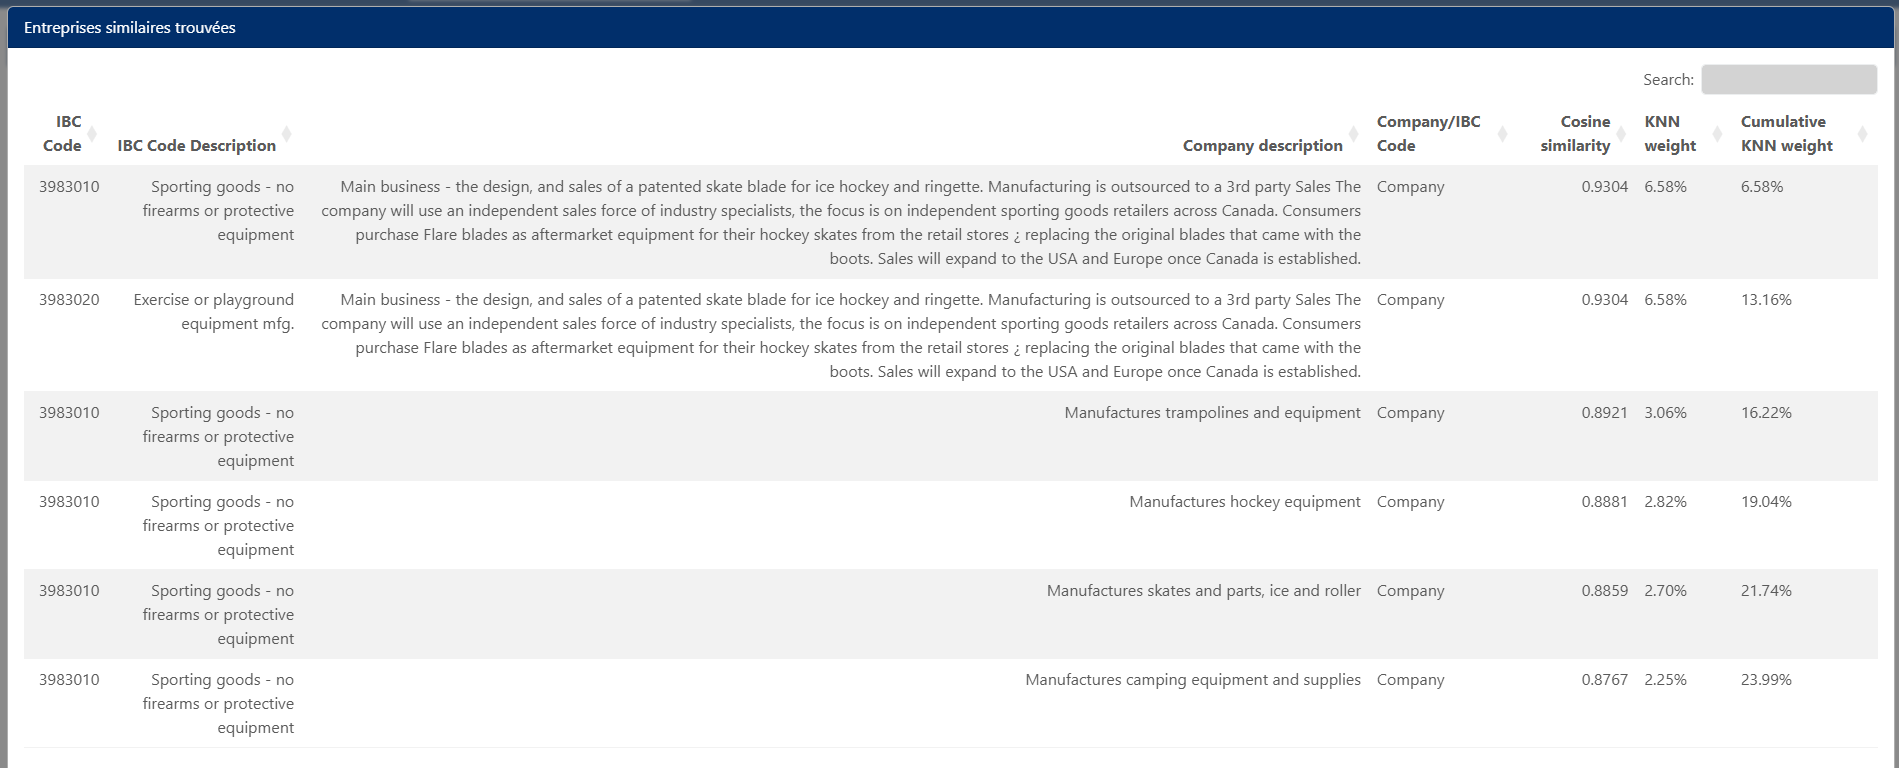 Entreprises similaires trouvées
Search:
IBC Code
IBC Code Description
Company description
Company/IBC Code
Cosine similarity
KNN weight
Cumulative KNN weight
3983010
Sporting goods - no
firearms or protective
equipment
Main business - the design, and sales of a patented skate blade for ice hockey and ringette. Manufacturing is outsourced to a 3rd party Sales The
company will use an independent sales force of industry specialists, the focus is on independent sporting goods retailers across Canada. Consumers
purchase Flare blades as aftermarket equipment for their hockey skates from the retail stores ¿ replacing the original blades that came with the
boots. Sales will expand to the USA and Europe once Canada is established.
Company
0.9304
6.58%
6.58%
3983020
Exercise or playground
equipment mfg.
Main business - the design, and sales of a patented skate blade for ice hockey and ringette. Manufacturing is outsourced to a 3rd party Sales The
company will use an independent sales force of industry specialists, the focus is on independent sporting goods retailers across Canada. Consumers
purchase Flare blades as aftermarket equipment for their hockey skates from the retail stores ¿ replacing the original blades that came with the
boots. Sales will expand to the USA and Europe once Canada is established.
Company
0.9304
6.58%
13.16%
3983010
Sporting goods - no
firearms or protective
equipment
Manufactures trampolines and equipment
Company
0.8921
3.06%
16.22%
3983010
Sporting goods - no
firearms or protective
equipment
Manufactures hockey equipment
Company
0.8881
2.82%
19.04%
3983010
Sporting goods - no
firearms or protective
equipment
Manufactures skates and parts, ice and roller
Company
0.8859
2.70%
21.74%
3983010
Sporting goods - no
firearms or protective
equipment
Manufactures camping equipment and supplies
Company
0.8767
2.25%
23.99%